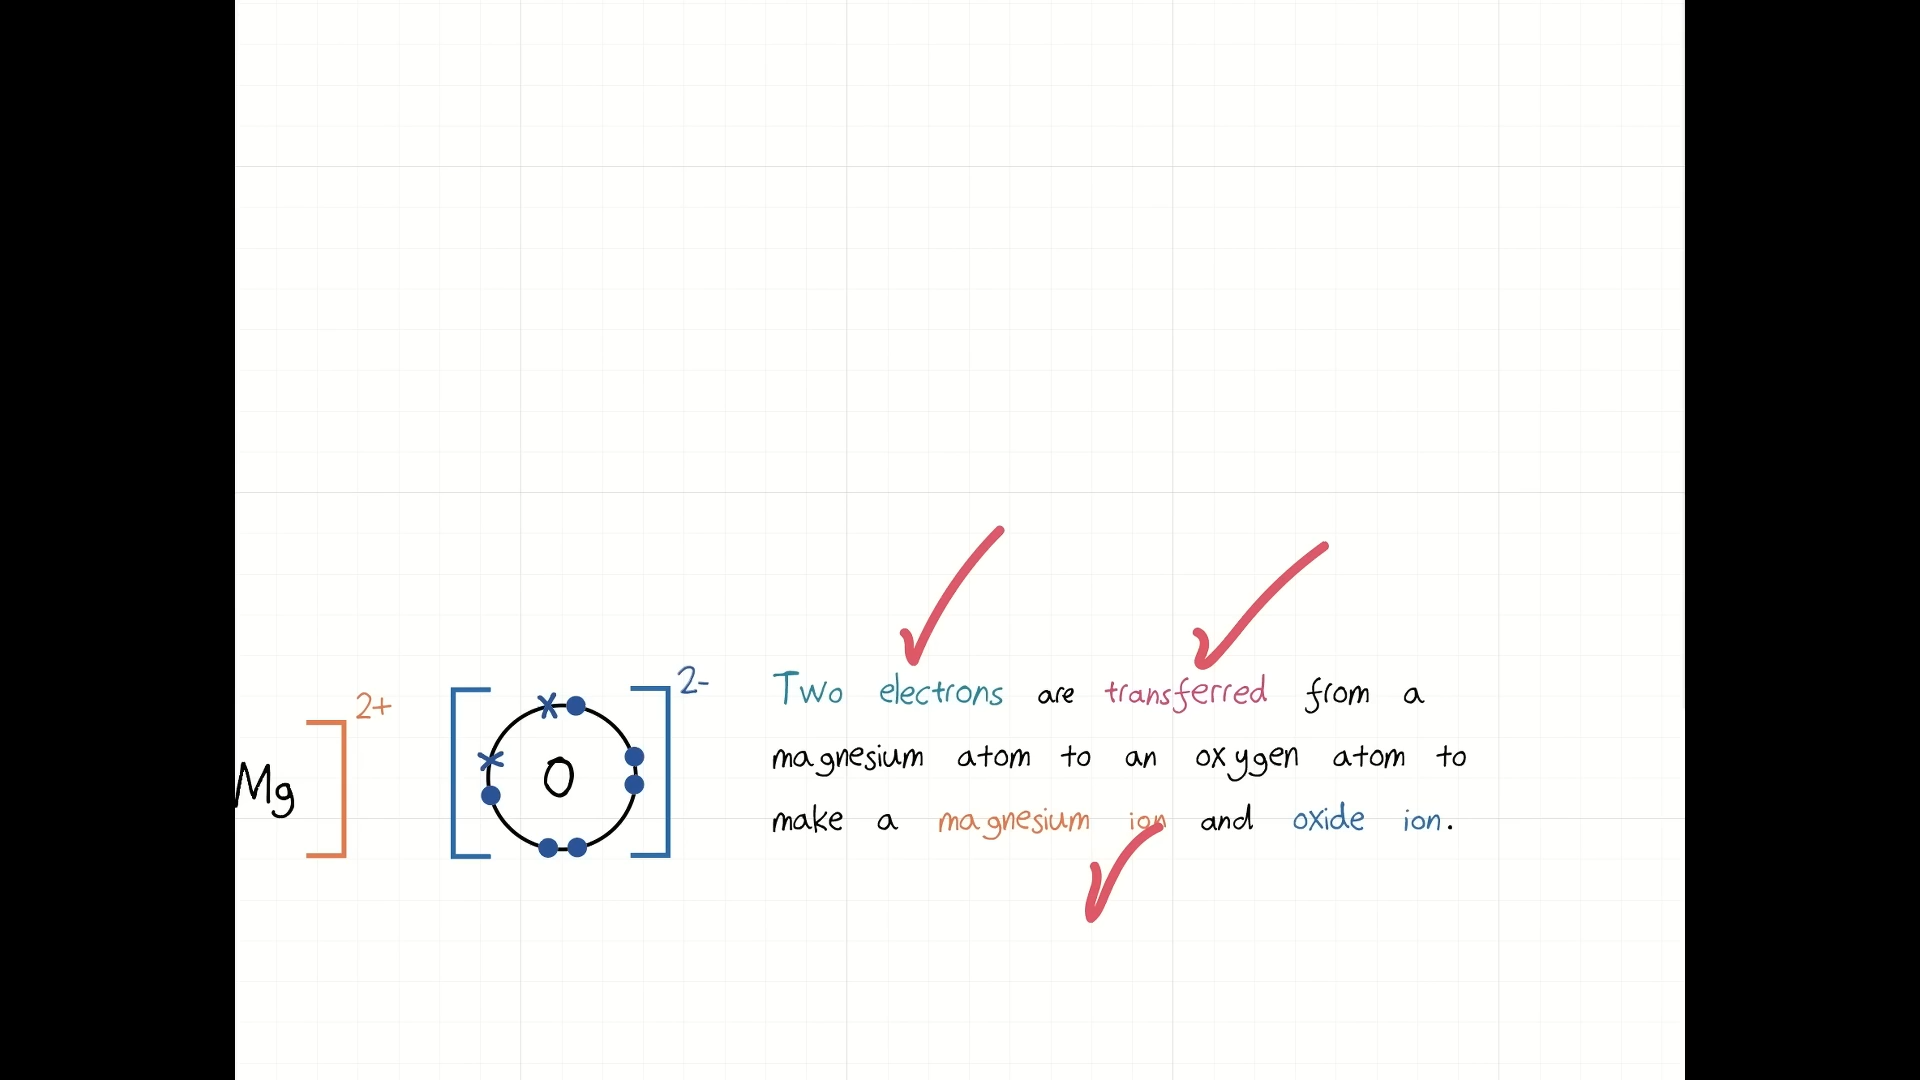 Mg ] 2+
[ O ] 2-
Two electrons are transferred from a
magnesium atom to an oxygen atom to
make a magnesium ion and oxide ion.